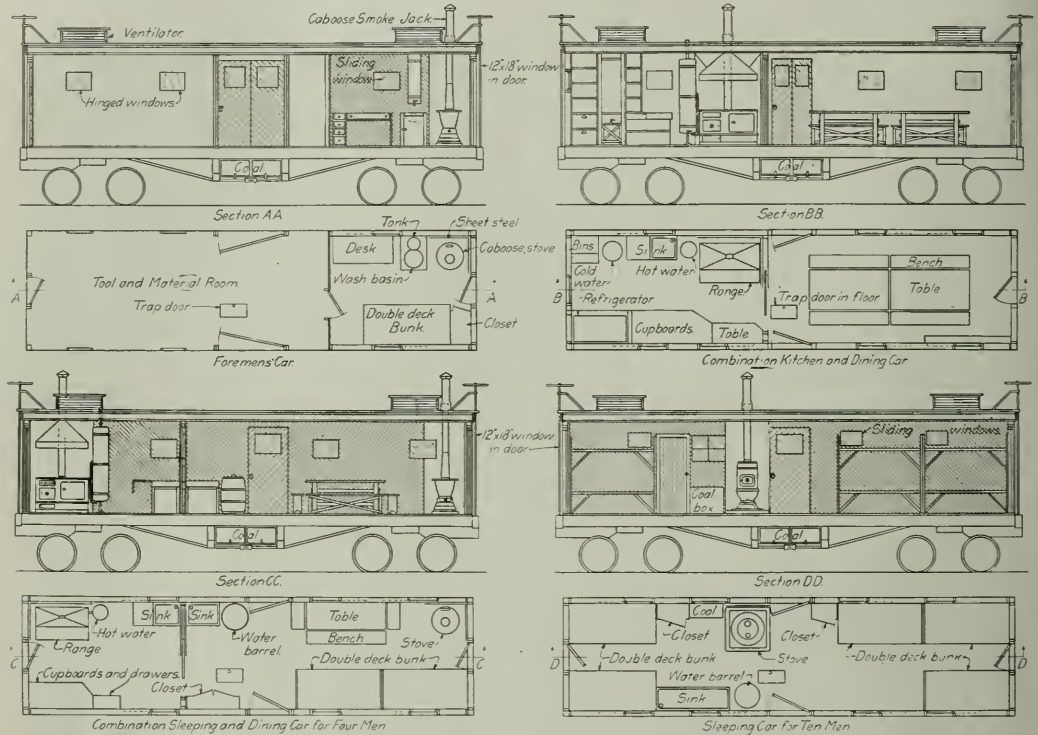 Caboose Smoke Jack
Ventilator
Sliding
window
12"x18" window
in door.
Hinged windows
Coal
Section AA
Coal
Section BB.
Tank
Sheet steel
Desk
Caboose stove
Wash basin
Tool and Material Room.
A
A
Trap door
Double deck
Bunk.
Closet
Foremens' Car.
Bins
Sink
Cold
water
Hot water
Bench
Table
Range
B
B
Refrigerator
Trap door in floor
Cupboards.
Table
Combination Kitchen and Dining Car
12"x18" window
in door
Coal
Section CC.
Sliding
windows.
Coal
box
Coal
Section DD.
Sink
Sink
Table
Hot water
Water
barrel.
Bench
Stove
Range
C
C
Double deck bunk
Cupboards and drawers.
Closet
Combination Sleeping and Dining Car for Four Men
Coal
Closet
Closet
Stove
D
D
Double deck bunk
Double deck bunk
Water barrel
Sink
Sleeping Car for Ten Men